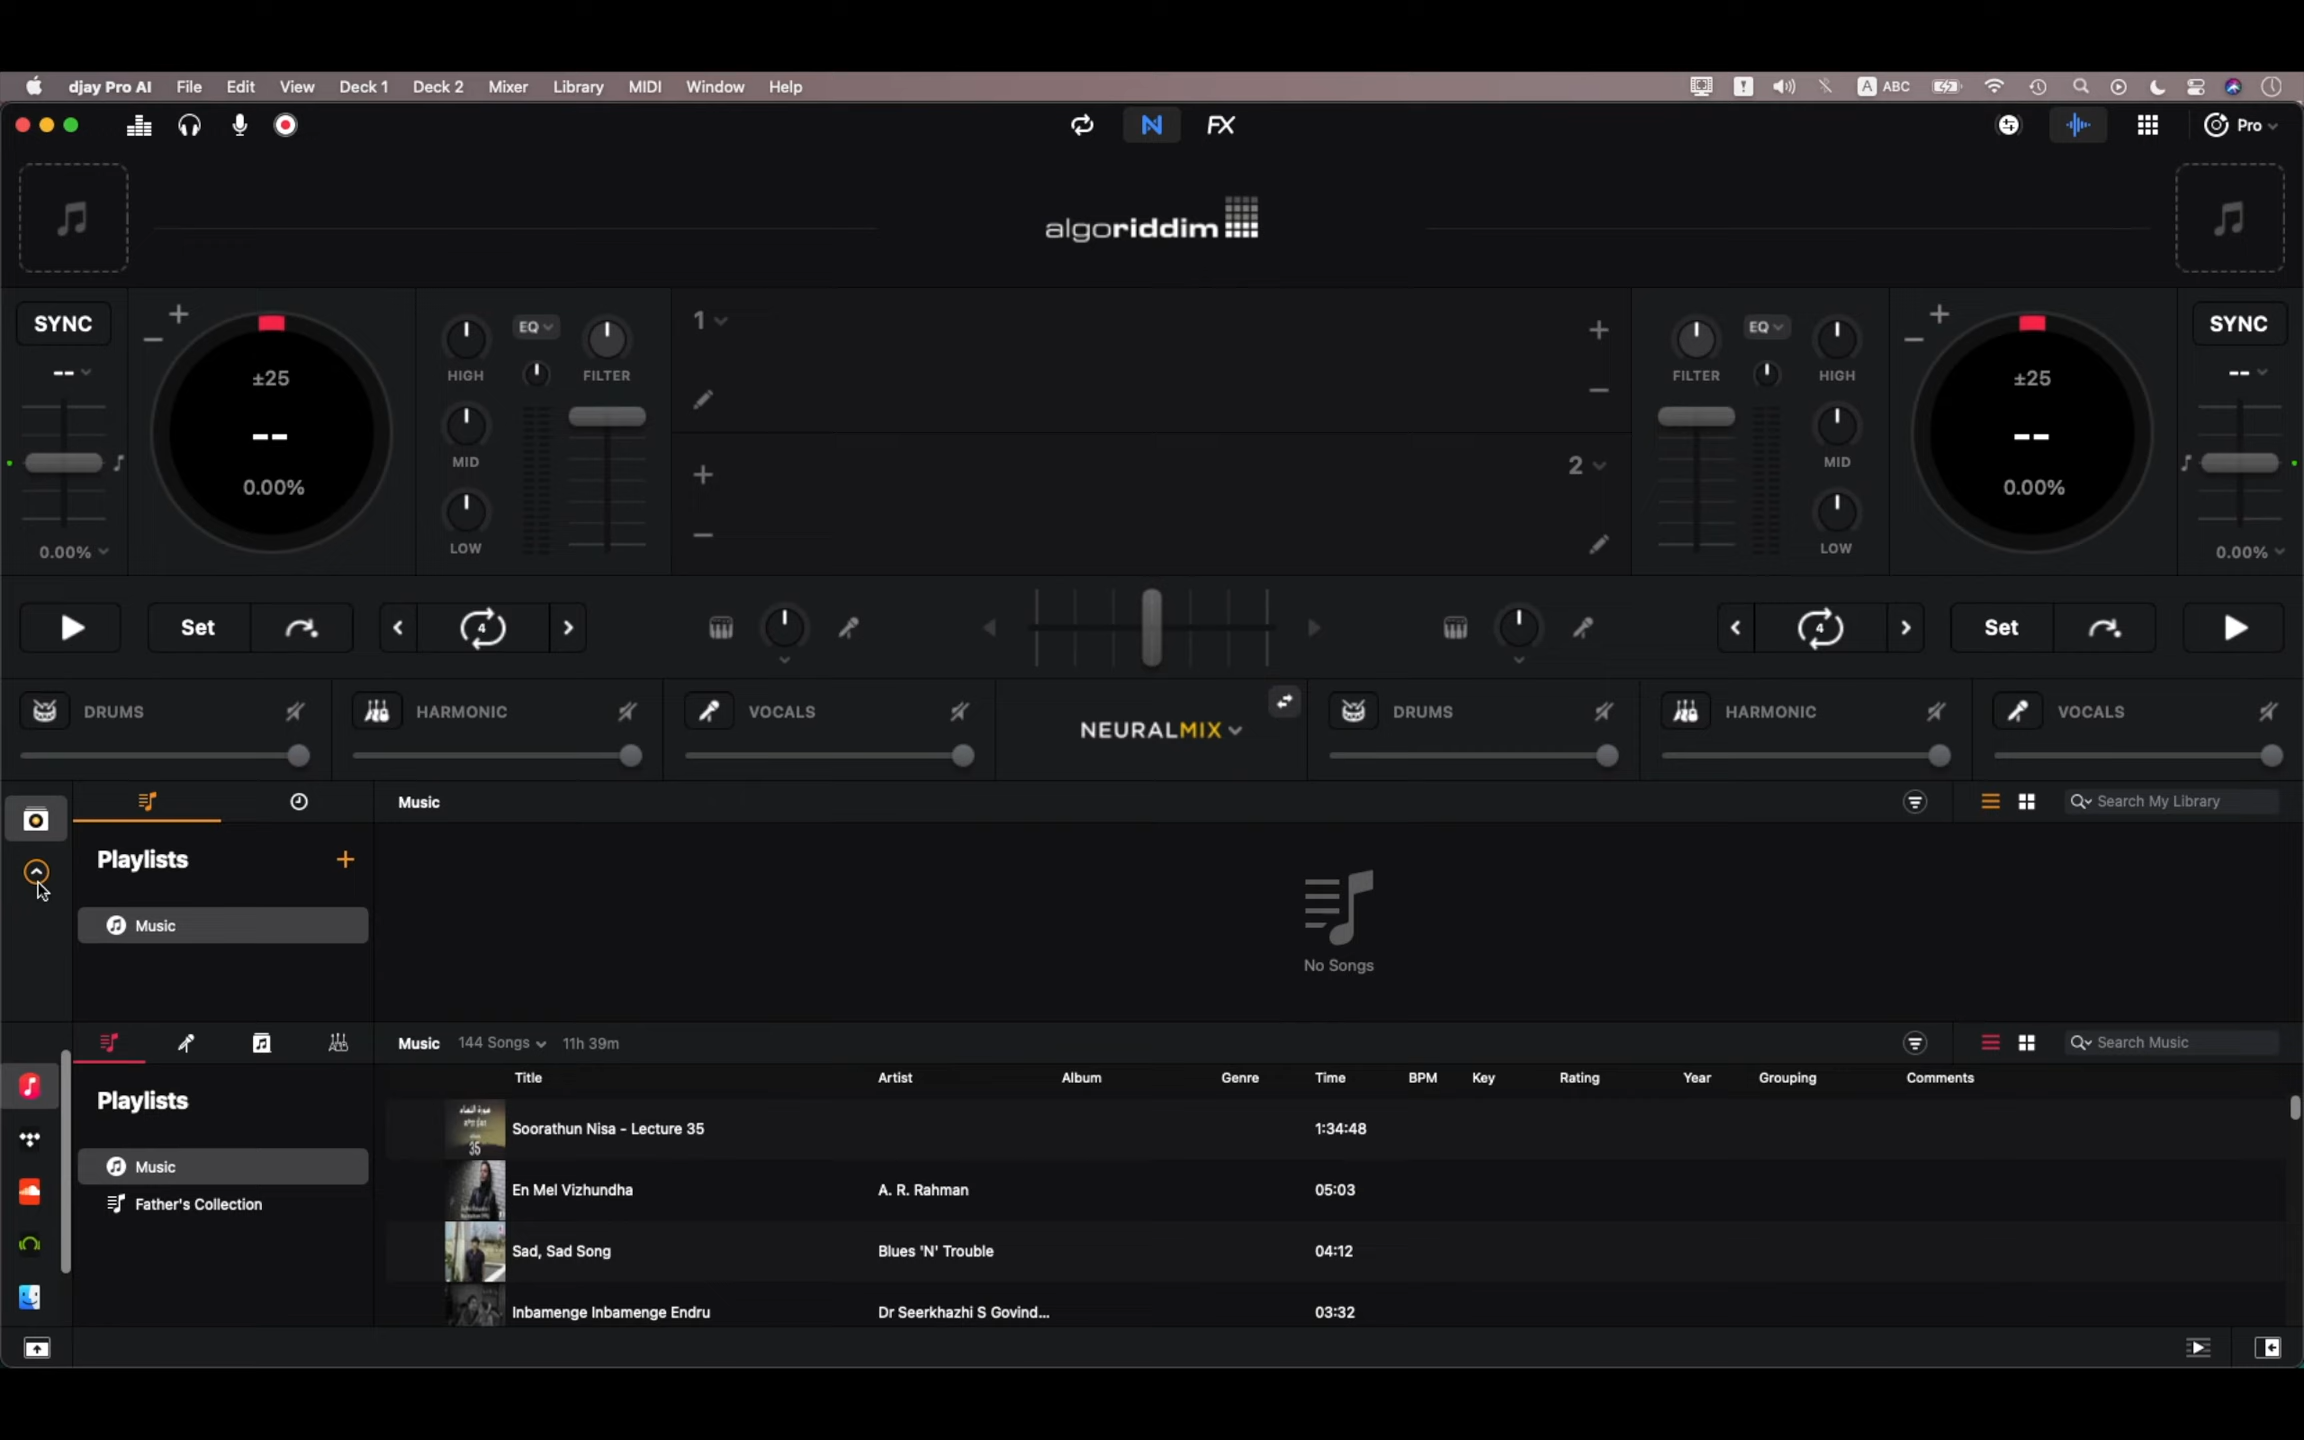 djay Pro AI File Edit View Deck 1 Deck 2 Mixer Library MIDI Window Help A ABC
FX Pro
algoriddim
SYNC
--
0.00%
±25
--
0.00%
HIGH EQ FILTER
MID
LOW
1
2
FILTER EQ HIGH
MID
LOW
±25
--
0.00%
SYNC
--
0.00%
Set 4 4 Set
DRUMS HARMONIC VOCALS NEURALMIX DRUMS HARMONIC VOCALS
Music Search My Library
Playlists
Music
No Songs
Music 144 Songs 11h 39m Search Music
Title Artist Album Genre Time BPM Key Rating Year Grouping Comments
Playlists
Music
Father's Collection
Soorathun Nisa - Lecture 35 1:34:48
En Mel Vizhundha A. R. Rahman 05:03
Sad, Sad Song Blues 'N' Trouble 04:12
Inbamenge Inbamenge Endru Dr Seerkhazhi S Govind... 03:32
35